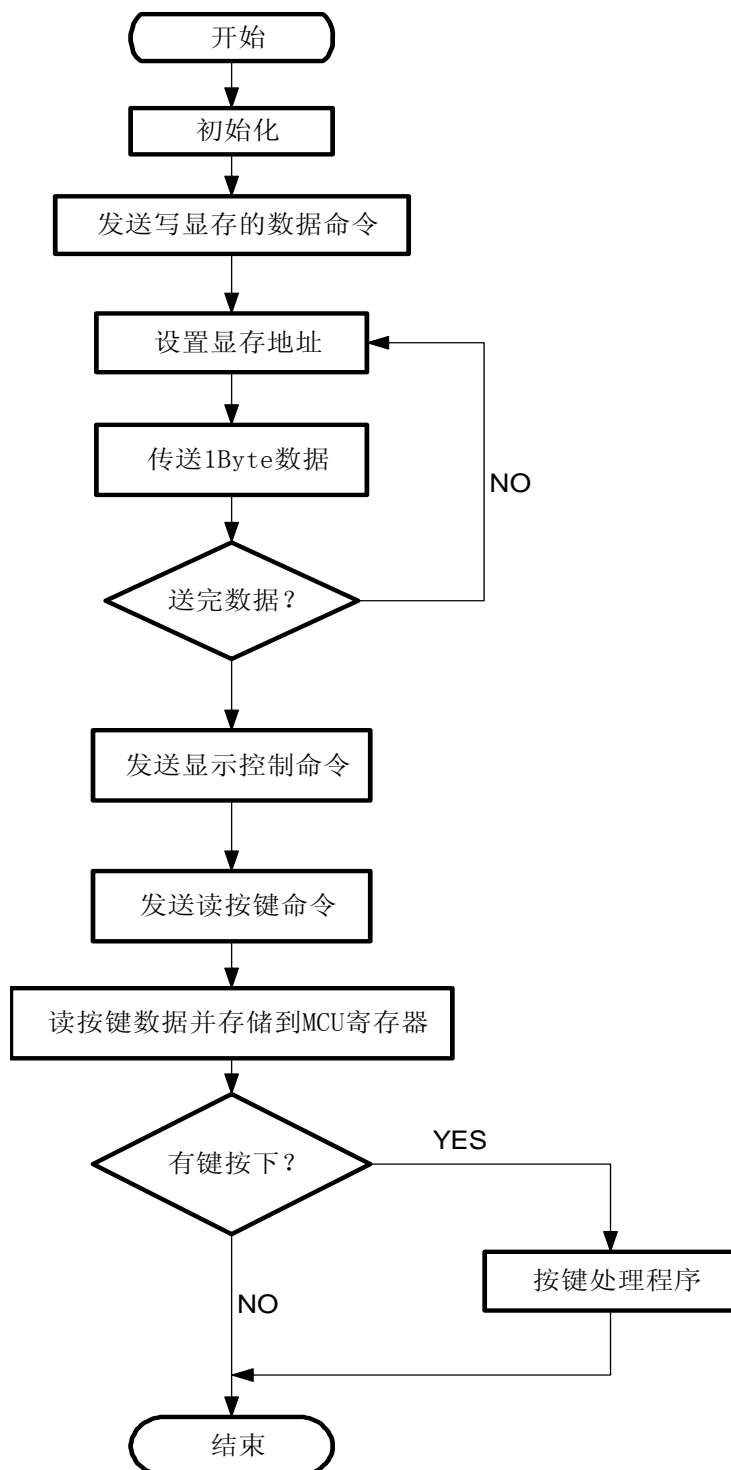 开始
初始化
发送写显存的数据命令
设置显存地址
传送1Byte数据
NO
送完数据？
发送显示控制命令
发送读按键命令
读按键数据并存储到MCU寄存器
YES
有键按下？
按键处理程序
NO
结束